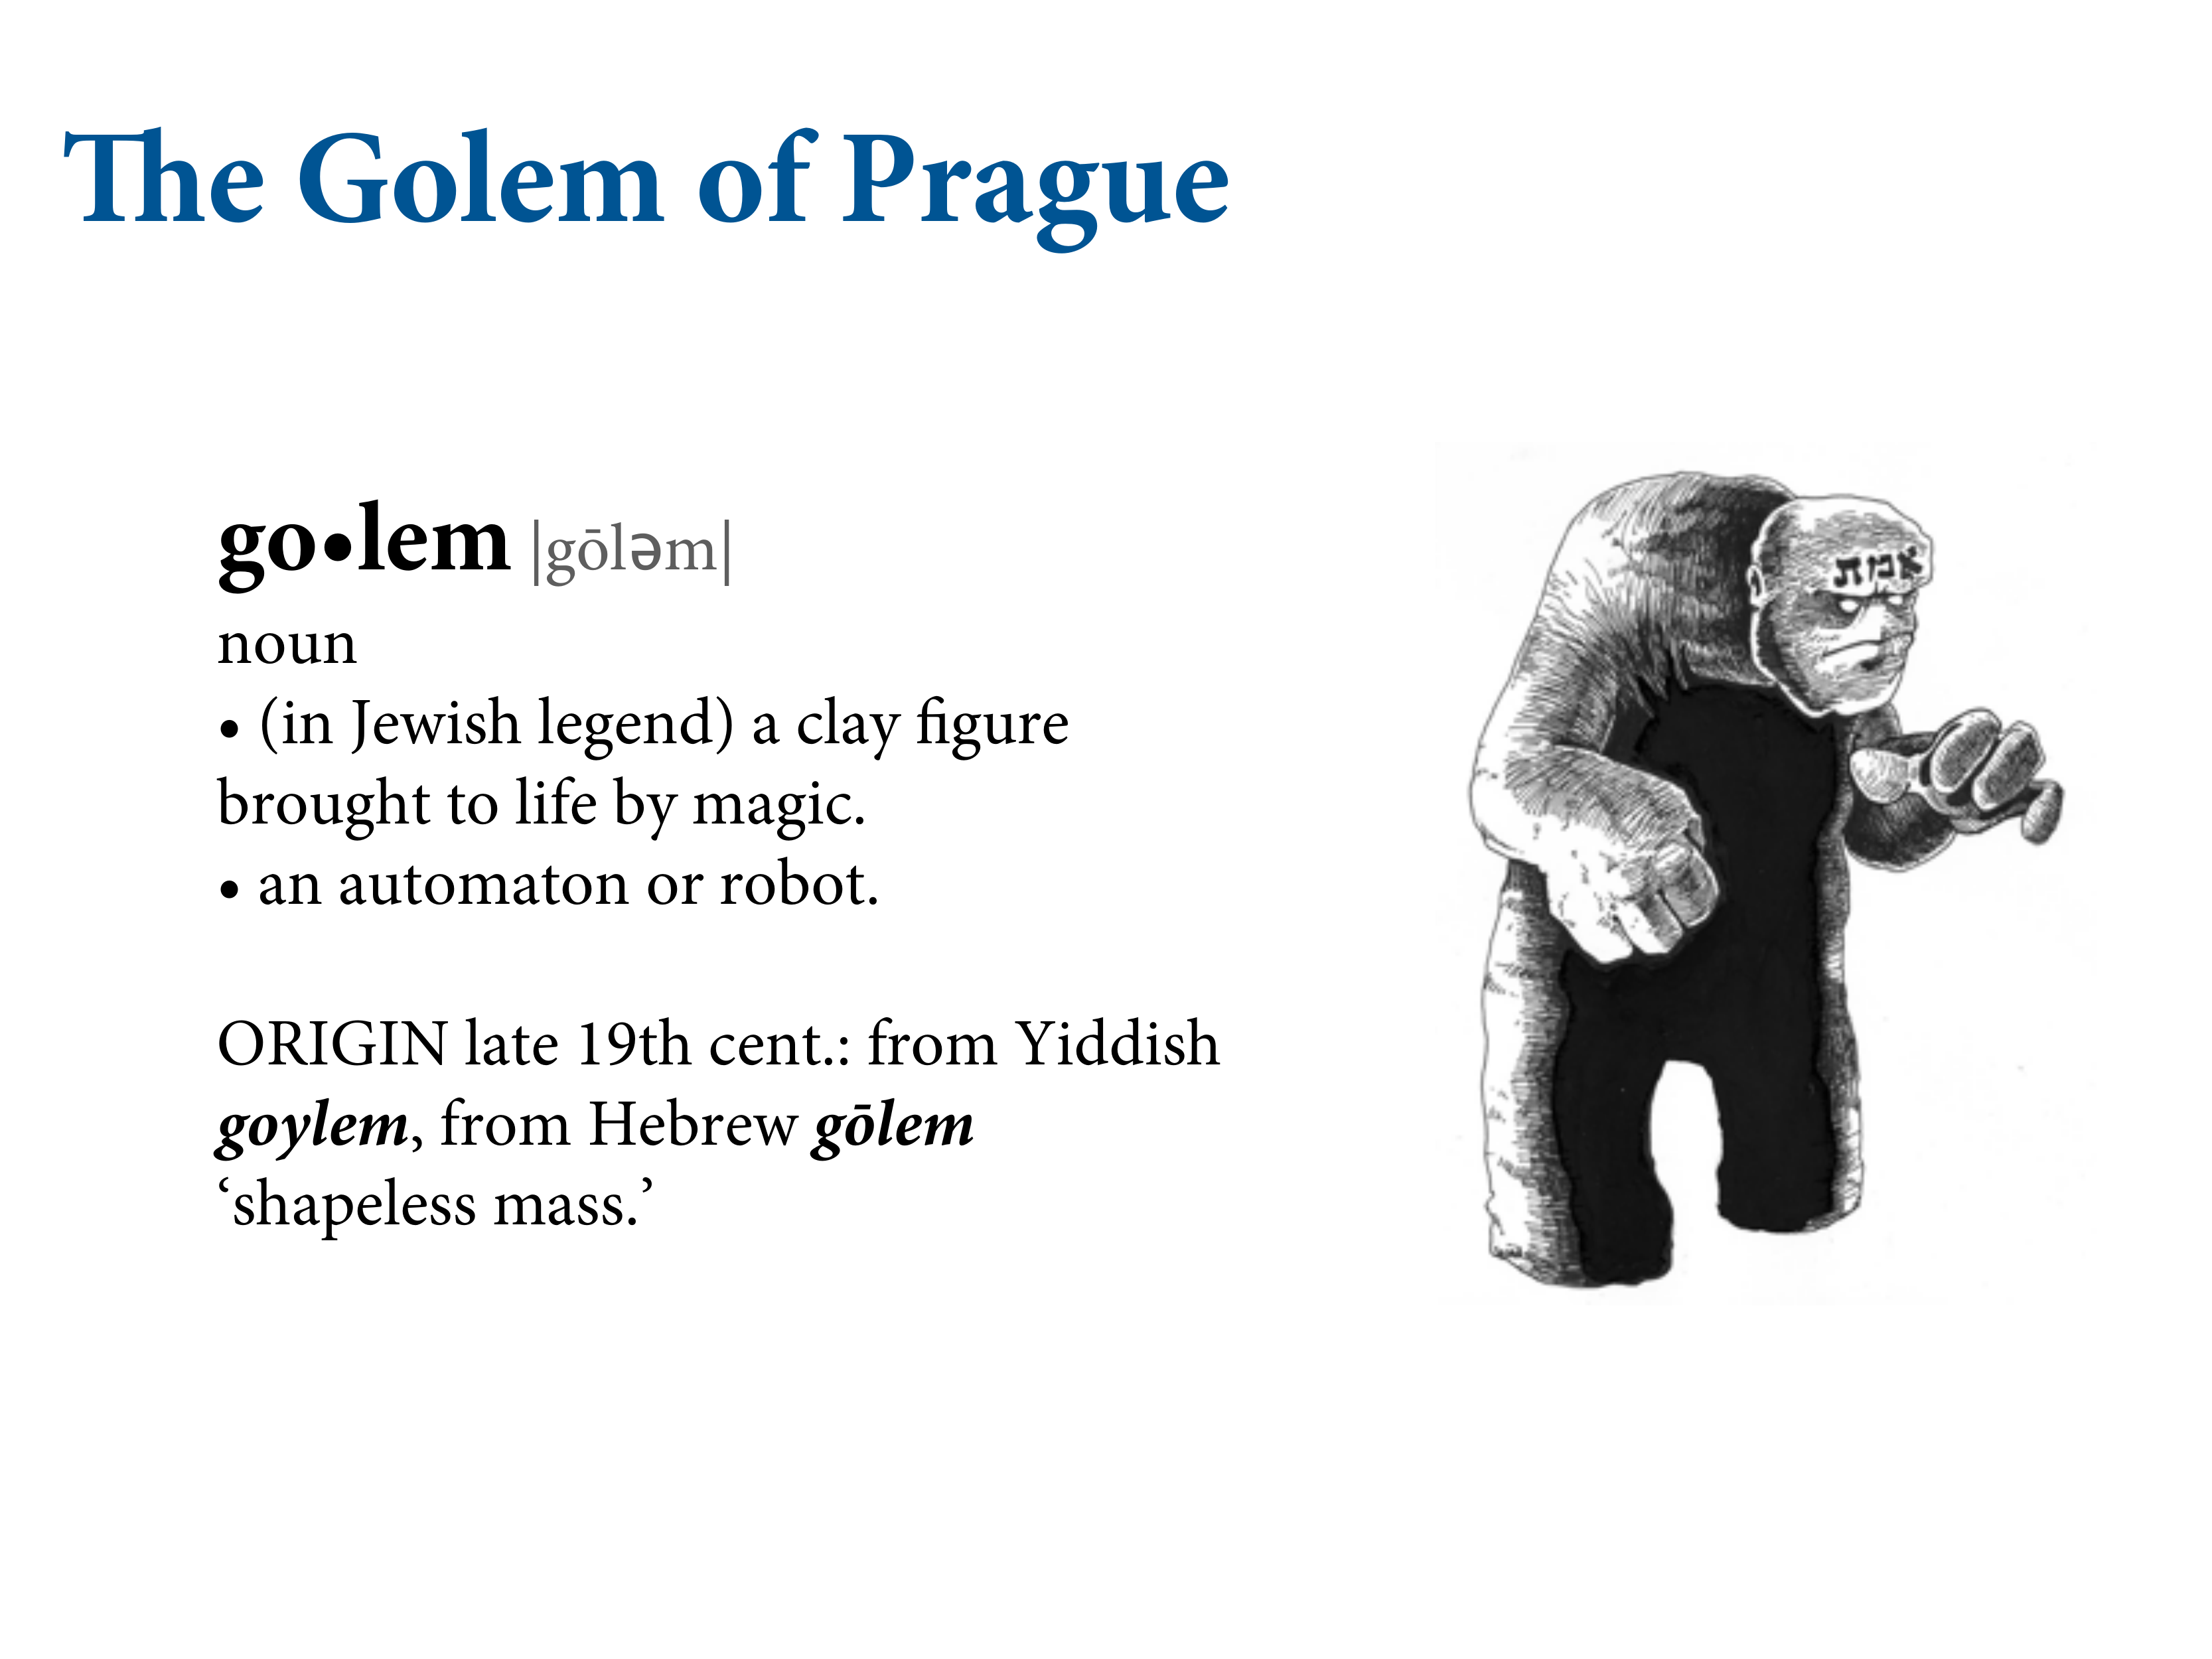 The Golem of Prague
go•lem |gōləm|
noun
• (in Jewish legend) a clay figure
brought to life by magic.
• an automaton or robot.
ORIGIN late 19th cent.: from Yiddish
goylem, from Hebrew gōlem
‘shapeless mass.’
אמת